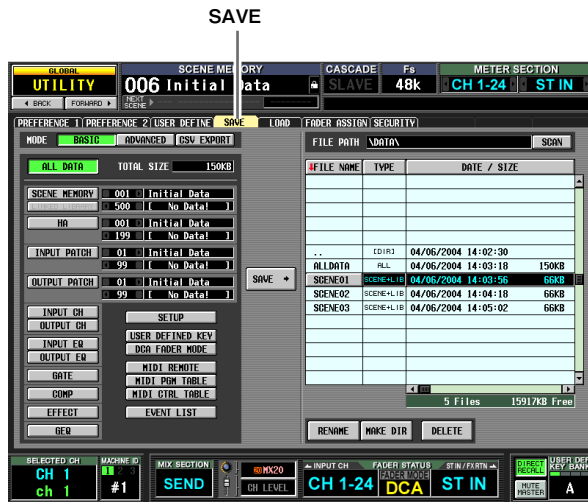 SAVE
GLOBAL
UTILITY
BACK FORWARD
SCENE MEMORY
006 Initial Data
NEXT SCENE
CASCADE
SLAVE
Fs
48k
METER SECTION
CH 1-24 ST IN
PREFERENCE 1 PREFERENCE 2 USER DEFINE SAVE LOAD FADER ASSIGN SECURITY
MODE BASIC ADVANCED CSV EXPORT
ALL DATA TOTAL SIZE 150KB
SCENE MEMORY 001 Initial Data
500 [ No Data! ]
HA 001 Initial Data
199 [ No Data! ]
INPUT PATCH 01 Initial Data
99 [ No Data! ]
OUTPUT PATCH 01 Initial Data
99 [ No Data! ]
INPUT CH
OUTPUT CH
INPUT EQ
OUTPUT EQ
GATE
COMP
EFFECT
GEQ
SETUP
USER DEFINED KEY
DCA FADER MODE
MIDI REMOTE
MIDI PGM TABLE
MIDI CTRL TABLE
EVENT LIST
SAVE
FILE PATH \DATA\ SCAN
FILE NAME TYPE DATE / SIZE
.. [DIR] 04/06/2004 14:02:30
ALLDATA ALL 04/06/2004 14:03:18 150KB
SCENE01 SCENE+LIB 04/06/2004 14:03:56 66KB
SCENE02 SCENE+LIB 04/06/2004 14:04:18 66KB
SCENE03 SCENE+LIB 04/06/2004 14:05:02 66KB
5 Files 15917KB Free
RENAME MAKE DIR DELETE
SELECTED CH
CH 1
ch 1
MACHINE ID
1 2 3
#1
MIX SECTION
SEND
MIX20
CH LEVEL
INPUT CH
CH 1-24
FADER STATUS
FADER MODE
DCA
ST IN/FXRTN
ST IN
DIRECT RECALL
MUTE MASTER
USER DEF
KEY BANK
A